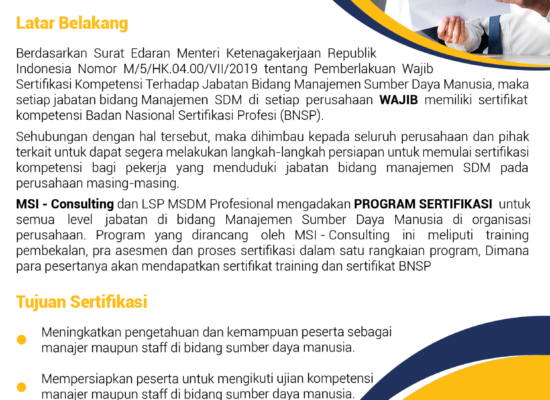 Latar Belakang
Berdasarkan Surat Edaran Menteri Ketenagakerjaan Republik
Indonesia Nomor M/5/HK.04.00/VII/2019 tentang Pemberlakuan Wajib
Sertifikasi Kompetensi Terhadap Jabatan Bidang Manajemen Sumber Daya Manusia, maka
setiap jabatan bidang Manajemen SDM di setiap perusahaan WAJIB memiliki sertifikat
kompetensi Badan Nasional Sertifikasi Profesi (BNSP).
Sehubungan dengan hal tersebut, maka dihimbau kepada seluruh perusahaan dan pihak
terkait untuk dapat segera melakukan langkah-langkah persiapan untuk memulai sertifikasi
kompetensi bagi pekerja yang menduduki jabatan bidang manajemen SDM pada
perusahaan masing-masing.
MSI - Consulting dan LSP MSDM Profesional mengadakan PROGRAM SERTIFIKASI untuk
semua level jabatan di bidang Manajemen Sumber Daya Manusia di organisasi
perusahaan. Program yang dirancang oleh MSI - Consulting ini meliputi training
pembekalan, pra asesmen dan proses sertifikasi dalam satu rangkaian program, Dimana
para pesertanya akan mendapatkan sertifikat training dan sertifikat BNSP
Tujuan Sertifikasi
Meningkatkan pengetahuan dan kemampuan peserta sebagai
manajer maupun staff di bidang sumber daya manusia.
Mempersiapkan peserta untuk mengikuti ujian kompetensi
manajer maupun staff di bidang sumber daya manusia.